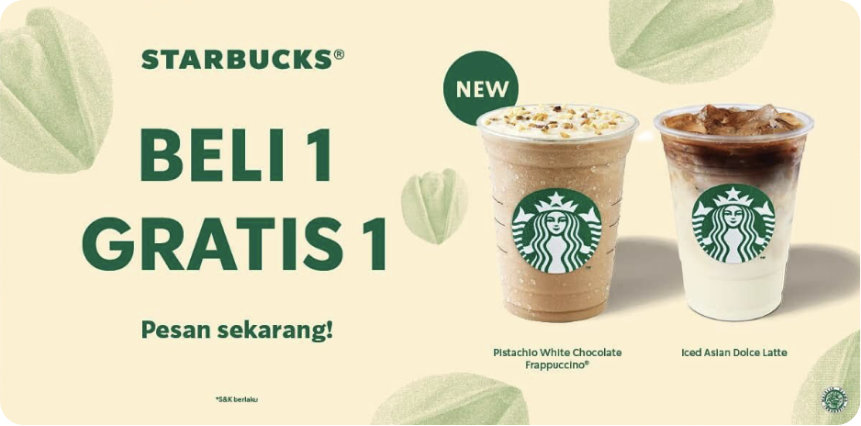 STARBUCKS®
BELI 1
GRATIS 1
Pesan sekarang!
*S&K berlaku
NEW
Pistachio White Chocolate
Frappuccino®
Iced Asian Dolce Latte